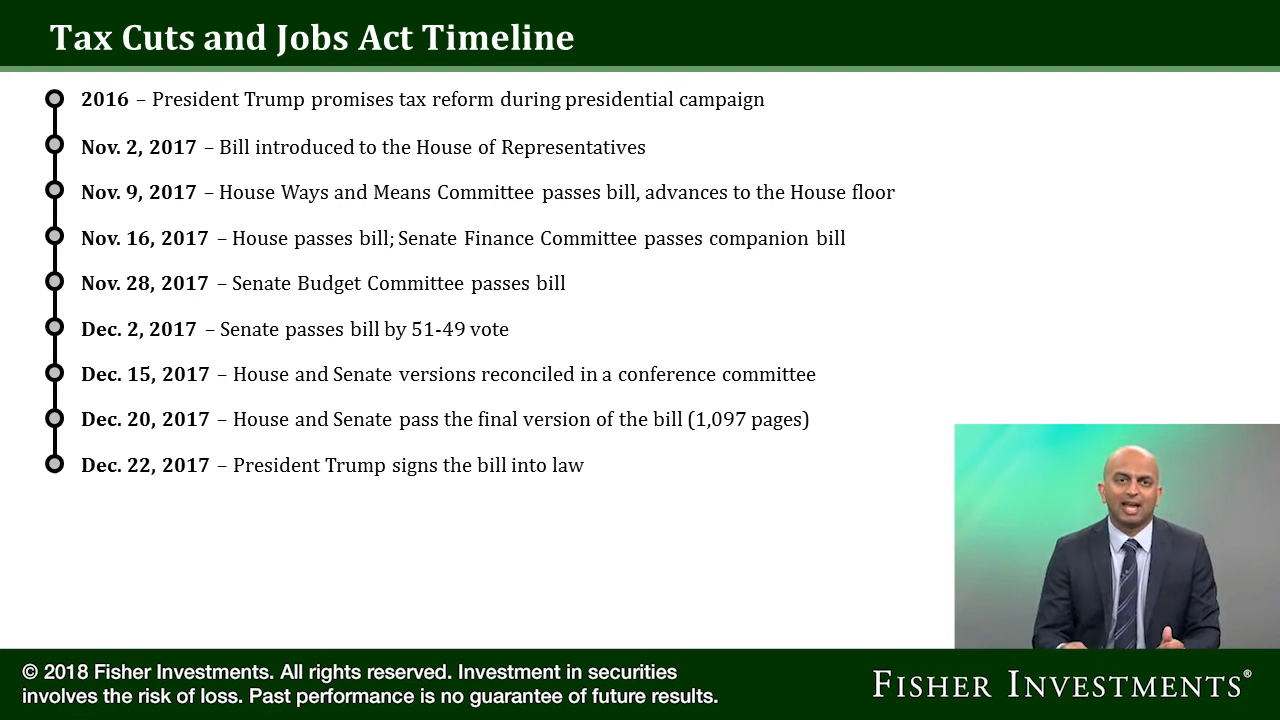 Tax Cuts and Jobs Act Timeline
2016 – President Trump promises tax reform during presidential campaign
Nov. 2, 2017 – Bill introduced to the House of Representatives
Nov. 9, 2017 – House Ways and Means Committee passes bill, advances to the House floor
Nov. 16, 2017 – House passes bill; Senate Finance Committee passes companion bill
Nov. 28, 2017 – Senate Budget Committee passes bill
Dec. 2, 2017 – Senate passes bill by 51-49 vote
Dec. 15, 2017 – House and Senate versions reconciled in a conference committee
Dec. 20, 2017 – House and Senate pass the final version of the bill (1,097 pages)
Dec. 22, 2017 – President Trump signs the bill into law
© 2018 Fisher Investments. All rights reserved. Investment in securities
involves the risk of loss. Past performance is no guarantee of future results.
FISHER INVESTMENTS®